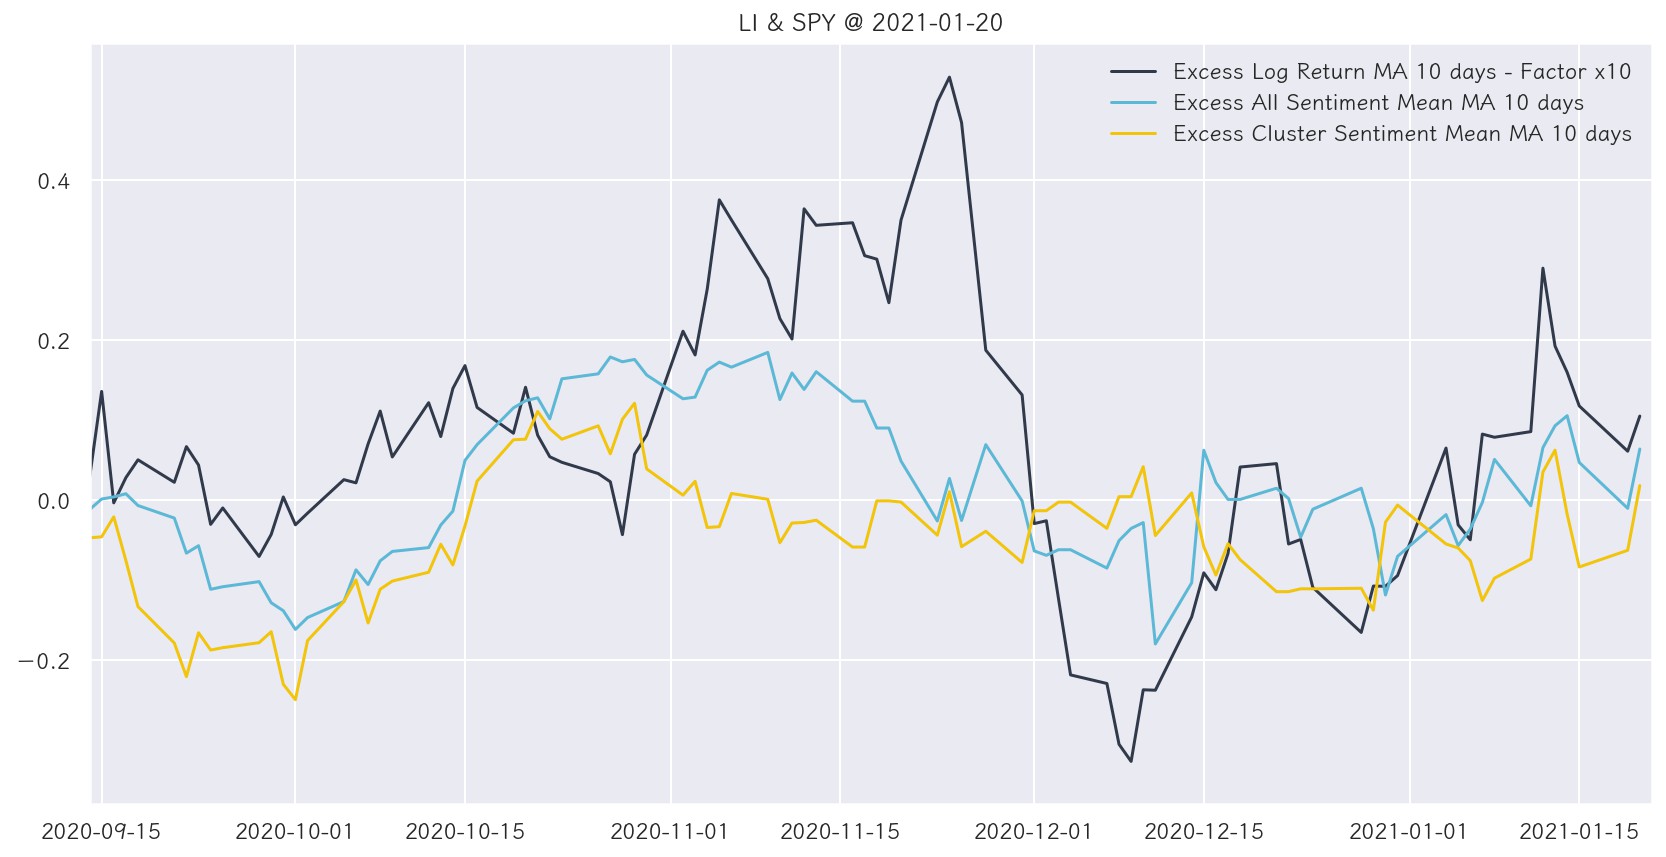 LI & SPY @ 2021-01-20
Excess Log Return MA 10 days - Factor x10
Excess All Sentiment Mean MA 10 days
Excess Cluster Sentiment Mean MA 10 days
0.4
0.2
0.0
−0.2
2020-09-15 2020-10-01 2020-10-15 2020-11-01 2020-11-15 2020-12-01 2020-12-15 2021-01-01 2021-01-15